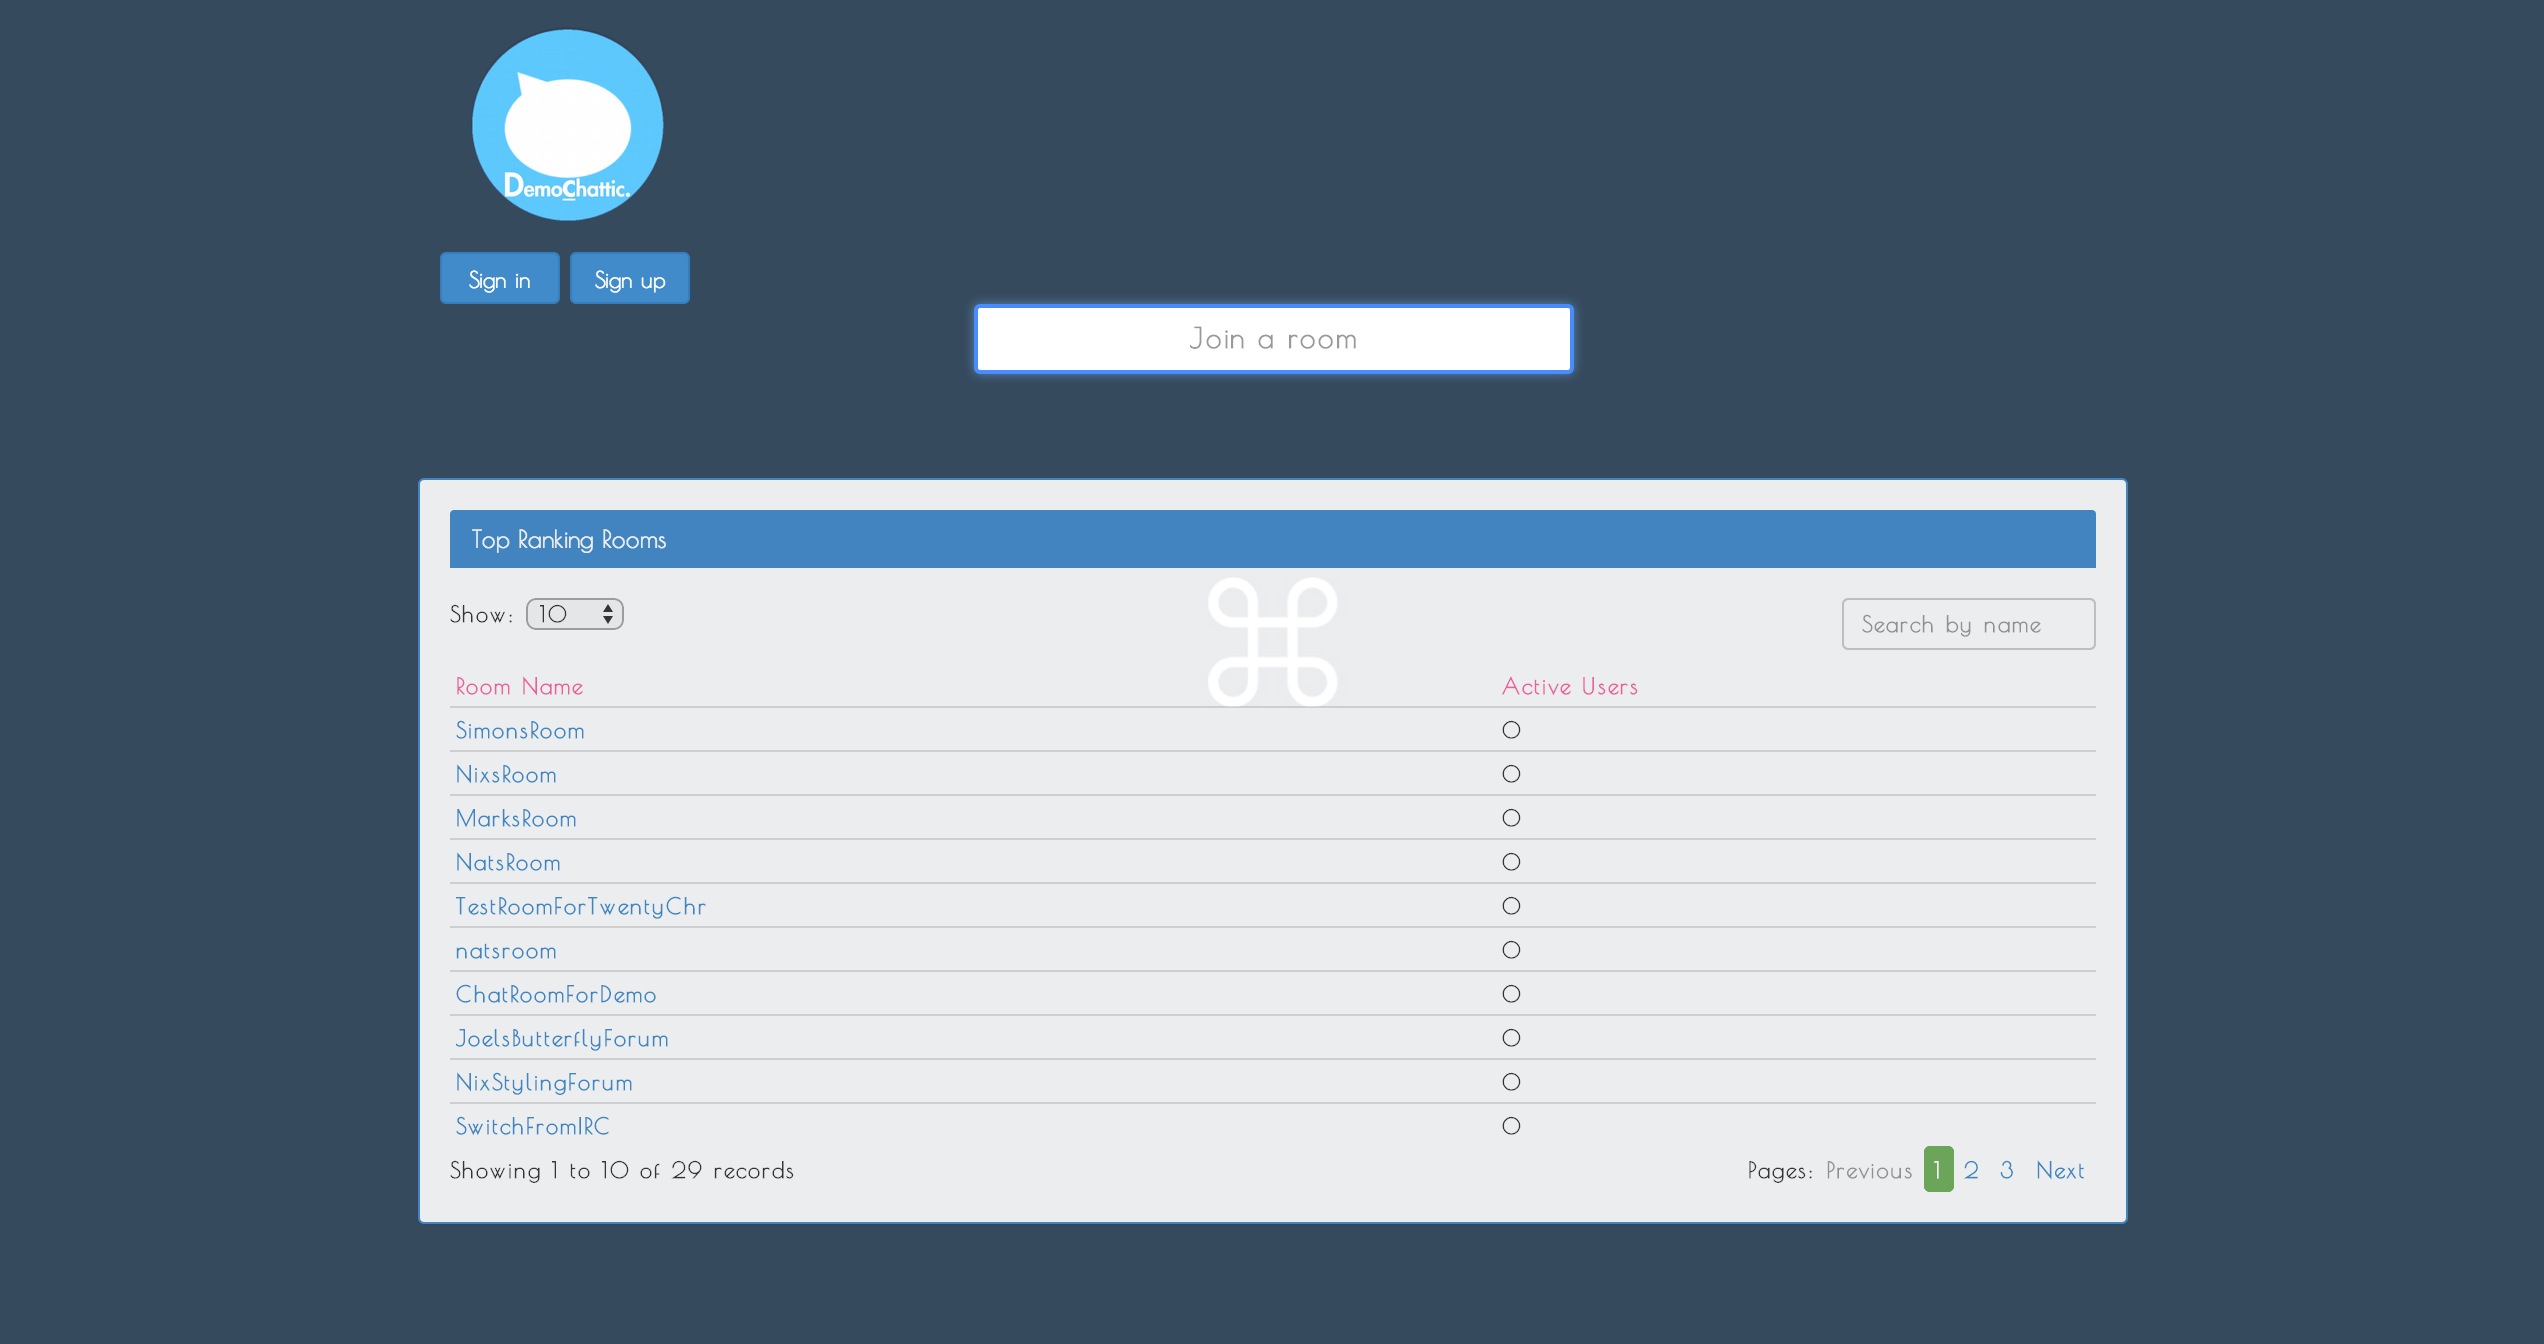 DemoChattic.
Sign in Sign up
Join a room
Top Ranking Rooms
Show: 10
Search by name
Room Name Active Users
SimonsRoom 0
NixsRoom 0
MarksRoom 0
NatsRoom 0
TestRoomForTwentyChr 0
natsroom 0
ChatRoomForDemo 0
JoelsButterflyForum 0
NixStylingForum 0
SwitchFromIRC 0
Showing 1 to 10 of 29 records Pages: Previous 1 2 3 Next